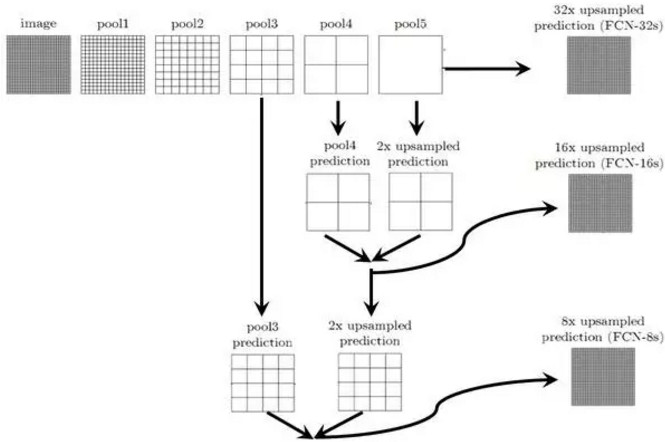 image
pool1
pool2
pool3
pool4
pool5
32x upsampled
prediction (FCN-32s)
pool4
prediction
2x upsampled
prediction
16x upsampled
prediction (FCN-16s)
pool3
prediction
2x upsampled
prediction
8x upsampled
prediction (FCN-8s)